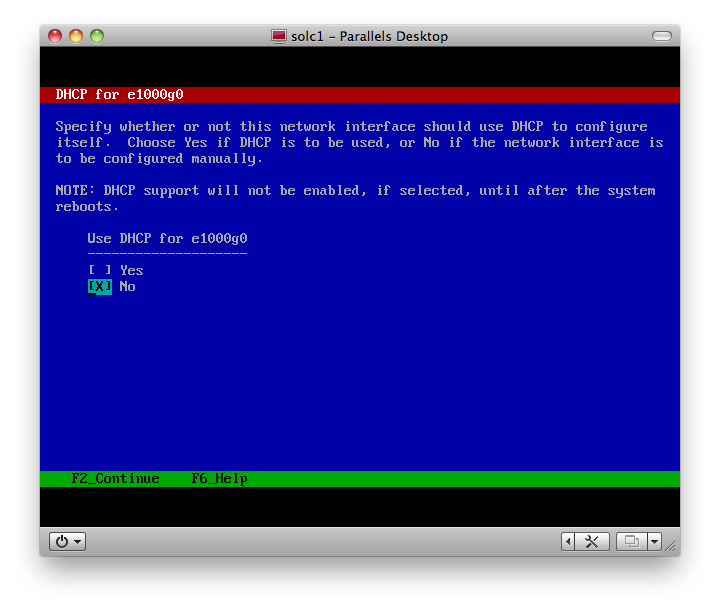 solc1 – Parallels Desktop
DHCP for e1000g0
Specify whether or not this network interface should use DHCP to configure
itself.  Choose Yes if DHCP is to be used, or No if the network interface is
to be configured manually.
NOTE: DHCP support will not be enabled, if selected, until after the system
reboots.
Use DHCP for e1000g0
--------------------
[ ] Yes
[X] No
F2_Continue    F6_Help